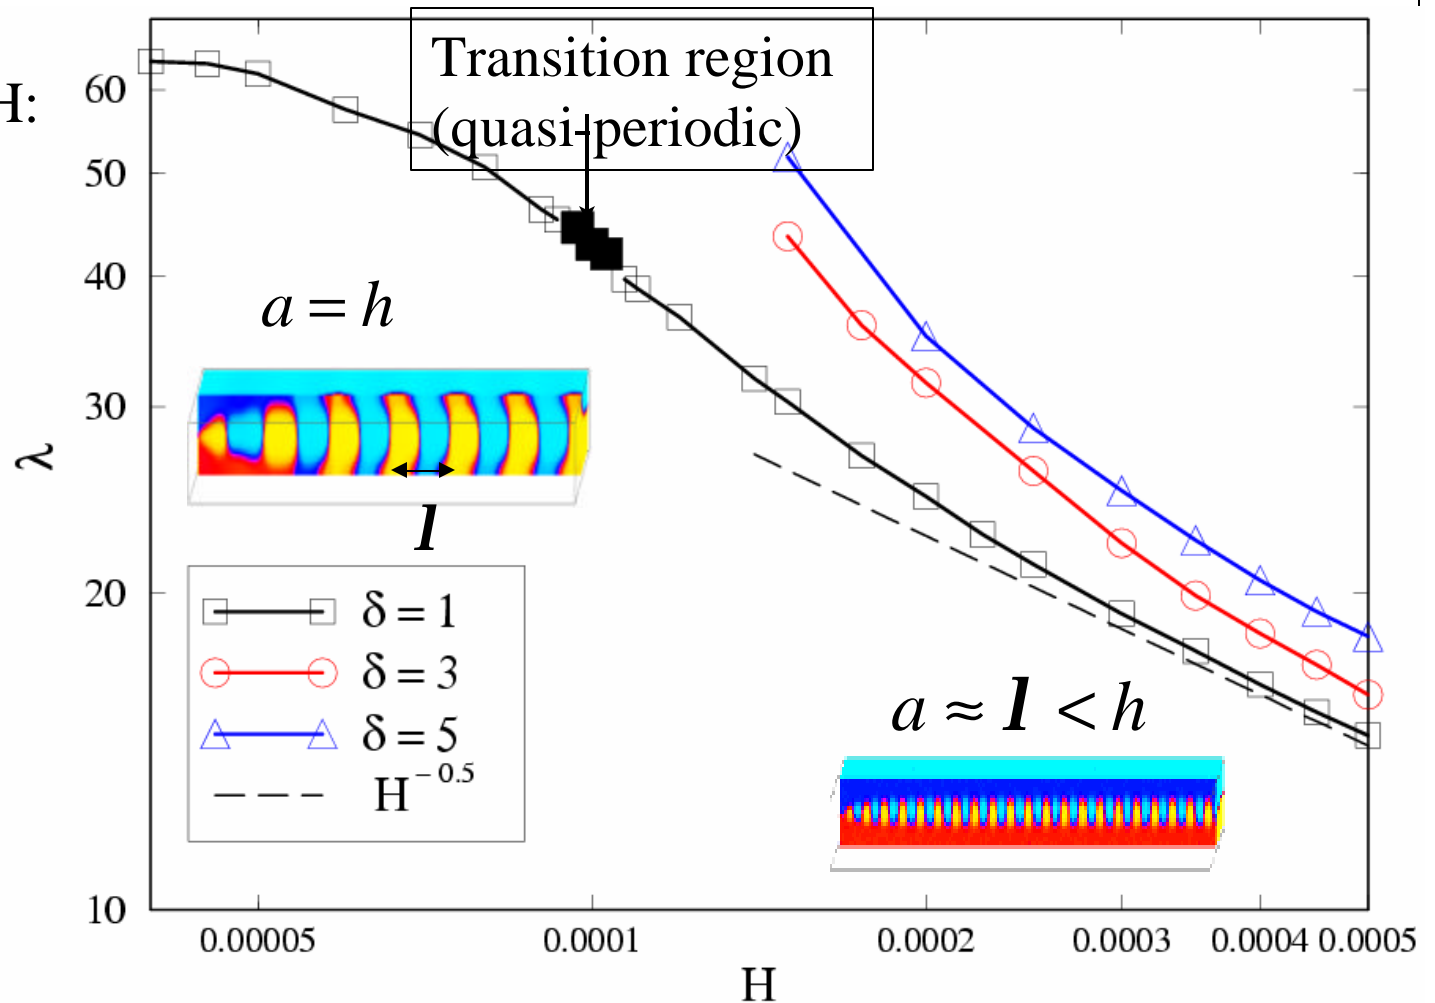 Transition region
(quasi-periodic)
H:
60
50
40
30
20
10
λ
a = h
l
δ = 1
δ = 3
δ = 5
H^-0.5
a ≈ l < h
0.00005
0.0001
0.0002
0.0003
0.0004
0.0005
H